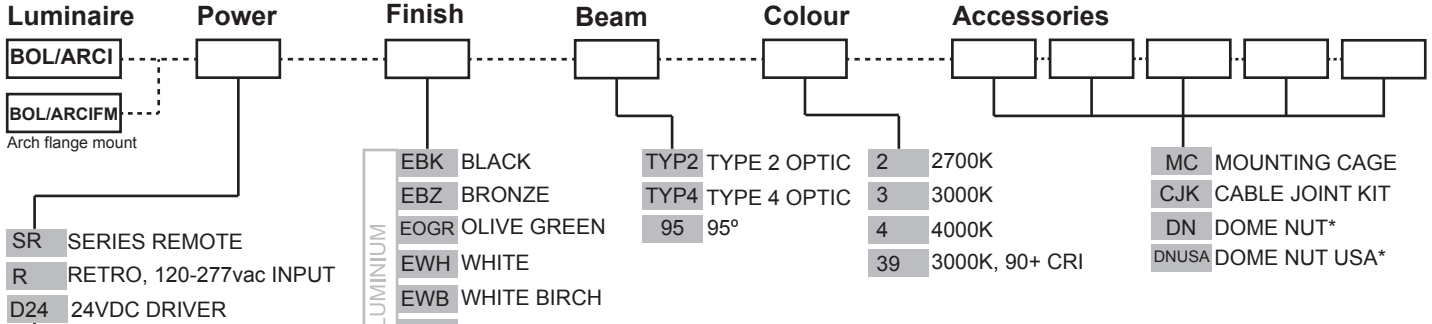 Luminaire Power Finish Beam Colour Accessories
BOL/ARCI
BOL/ARCIFM
Arch flange mount
SR SERIES REMOTE
R RETRO, 120-277vac INPUT
D24 24VDC DRIVER
EBK BLACK
EBZ BRONZE
EOGR OLIVE GREEN
EWH WHITE
EWB WHITE BIRCH
TYP2 TYPE 2 OPTIC
TYP4 TYPE 4 OPTIC
95 95º
2 2700K
3 3000K
4 4000K
39 3000K, 90+ CRI
MC MOUNTING CAGE
CJK CABLE JOINT KIT
DN DOME NUT*
DNUSA DOME NUT USA*